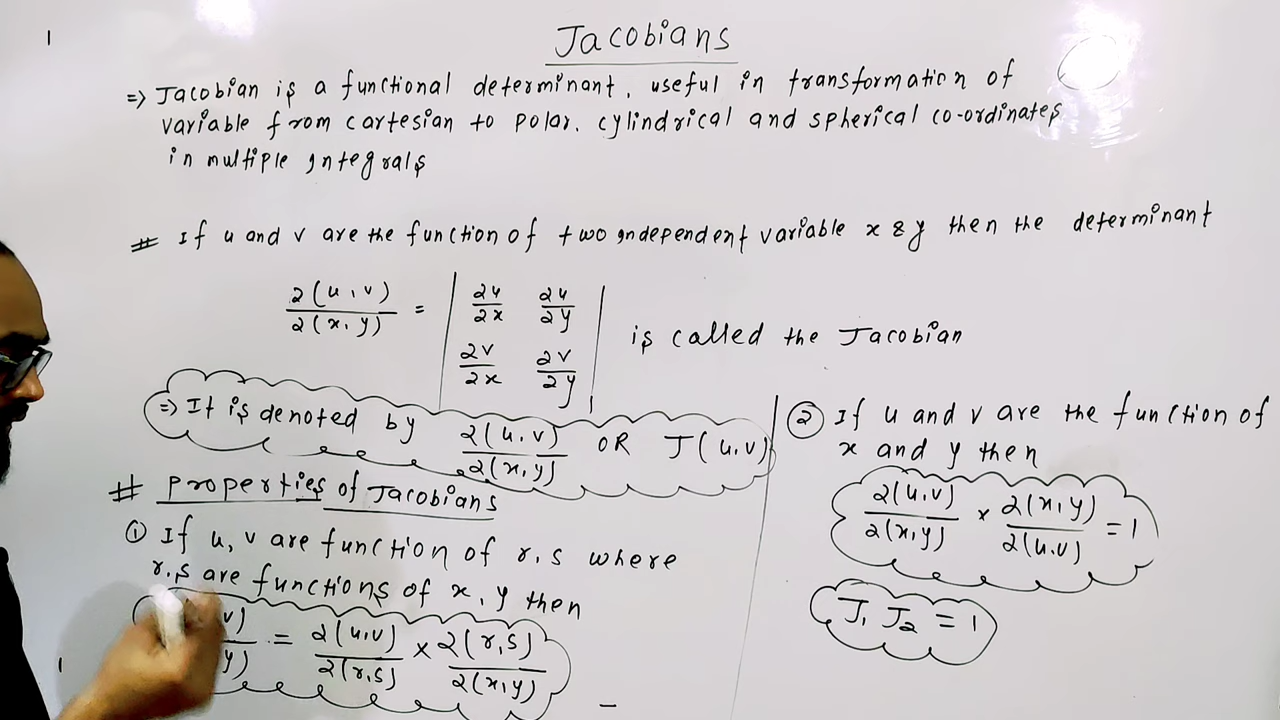 Jacobians
=> Jacobian is a functional determinant, useful in transformation of
variable from cartesian to polar, cylindrical and spherical co-ordinates
in multiple integrals
# If u and v are the function of two independent variable x & y then the determinant
∂(u,v)/∂(x,y) = | ∂u/∂x ∂u/∂y |
| ∂v/∂x ∂v/∂y | is called the Jacobian
=> It is denoted by ∂(u,v)/∂(x,y) OR J(u,v)
# Properties of Jacobians
① If u, v are function of r,s where
r,s are functions of x, y then
v) / y) = ∂(u,v)/∂(r,s) × ∂(r,s)/∂(x,y)
② If u and v are the function of
x and y then
∂(u,v)/∂(x,y) × ∂(x,y)/∂(u,v) = 1
J₁ J₂ = 1